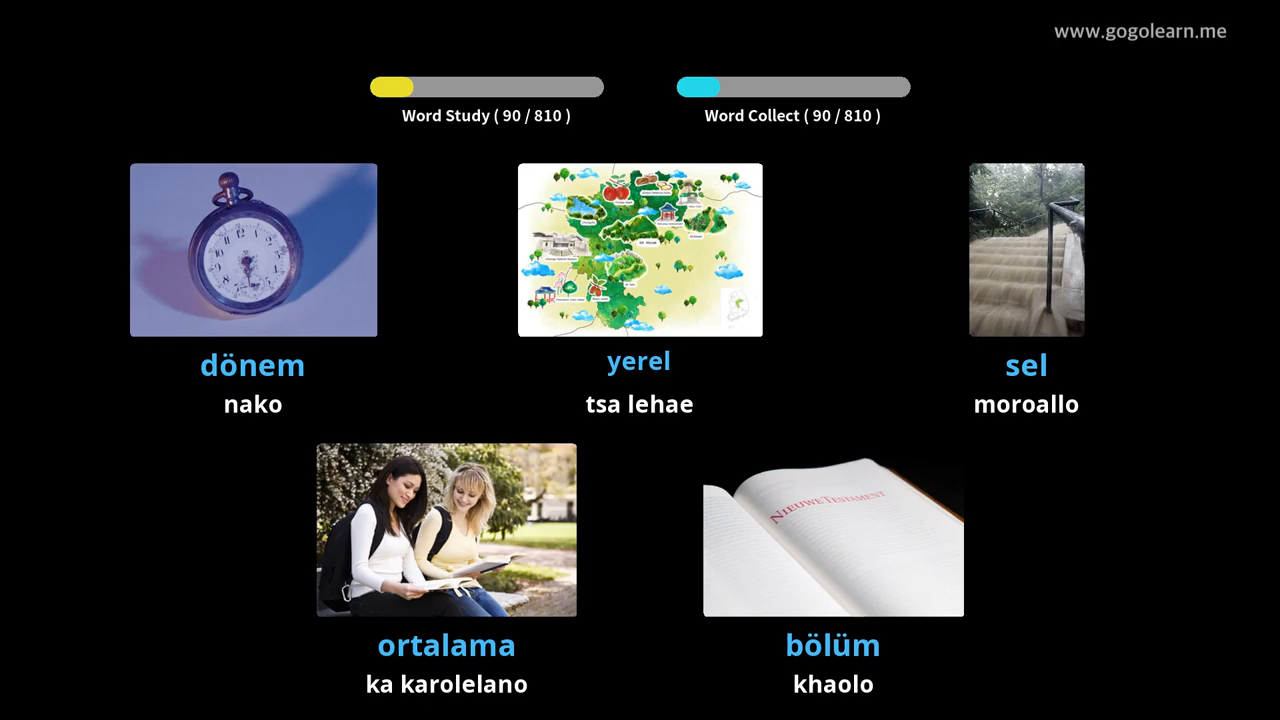 www.gogolearn.me
Word Study ( 90 / 810 )
Word Collect ( 90 / 810 )
dönem
nako
yerel
tsa lehae
sel
moroallo
NIEUWE TESTAMENT
ortalama
ka karolelano
bölüm
khaolo